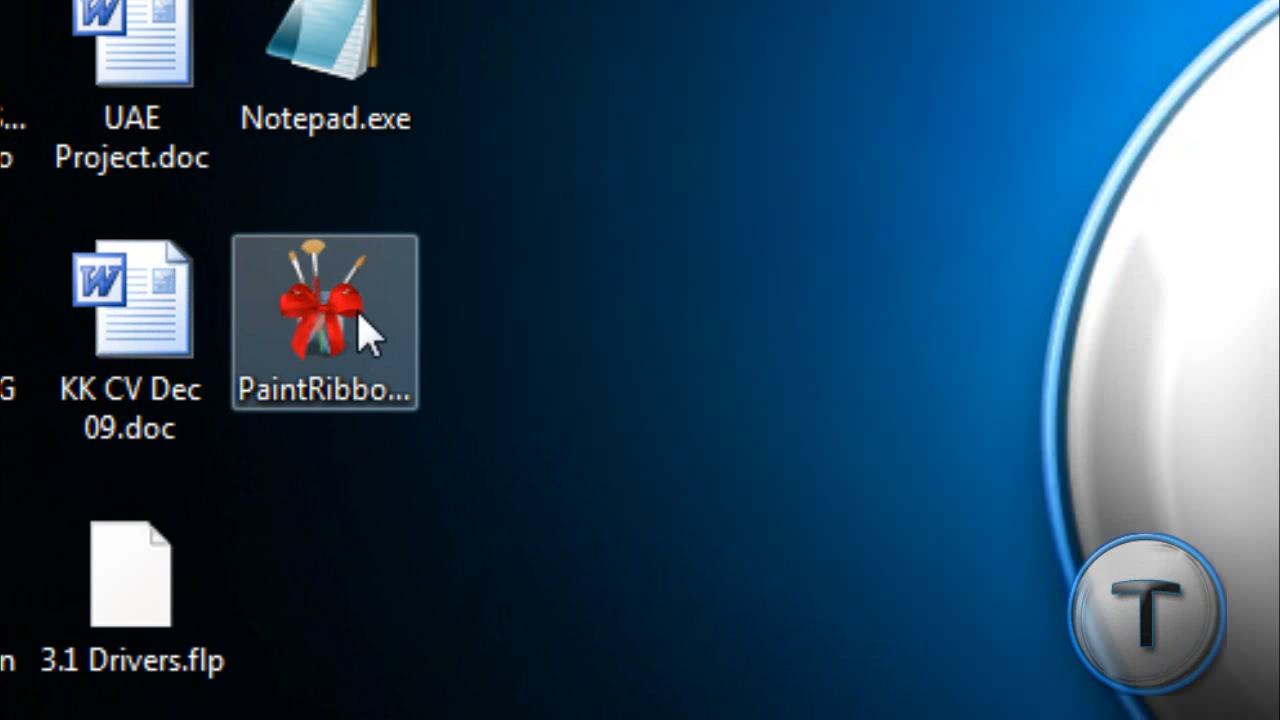 UAE
Project.doc
Notepad.exe
KK CV Dec
09.doc
PaintRibbo...
3.1 Drivers.flp
T
...
o
G
n